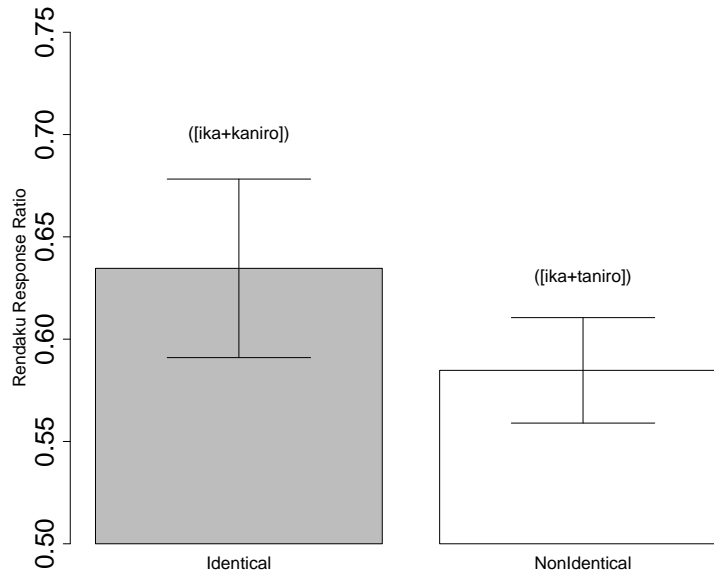 0.75
0.70
0.65
0.60
0.55
0.50
Rendaku Response Ratio
([ika+kaniro])
([ika+taniro])
Identical
NonIdentical